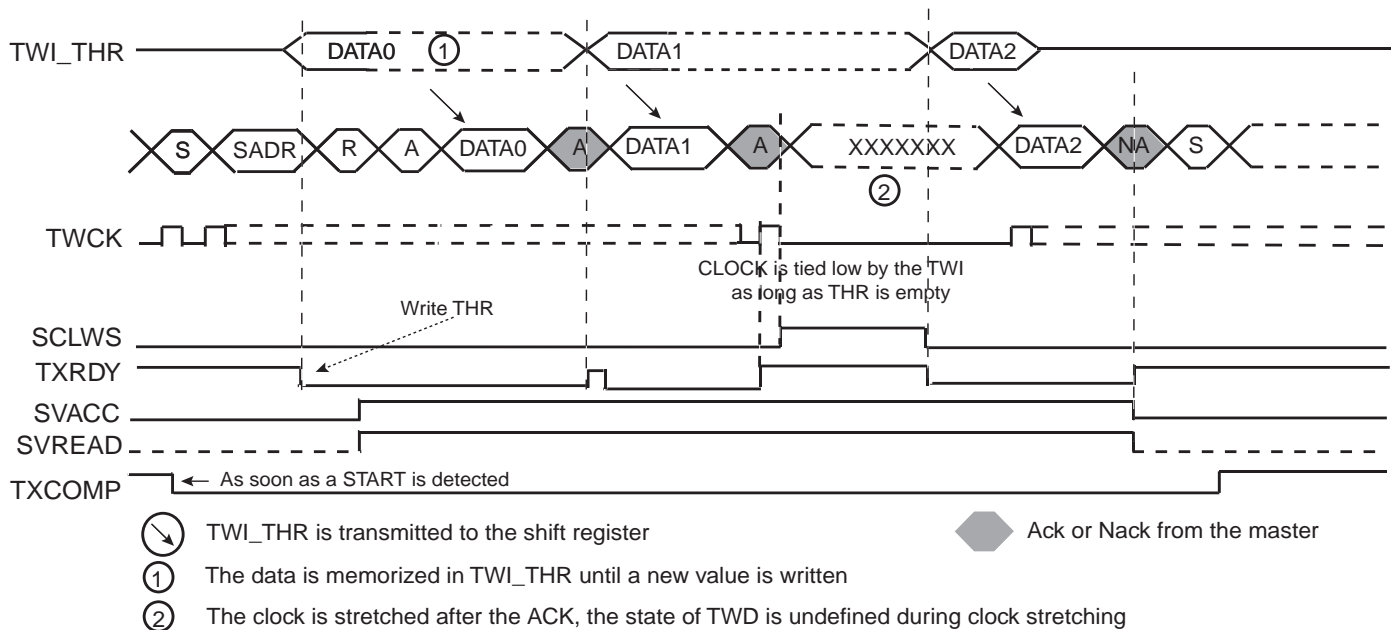 TWI_THR DATA0 1 DATA1 DATA2
S SADR R A DATA0 A DATA1 A XXXXXXX DATA2 NA S
2
TWCK
CLOCK is tied low by the TWI
as long as THR is empty
Write THR
SCLWS
TXRDY
SVACC
SVREAD
TXCOMP As soon as a START is detected
TWI_THR is transmitted to the shift register Ack or Nack from the master
1 The data is memorized in TWI_THR until a new value is written
2 The clock is stretched after the ACK, the state of TWD is undefined during clock stretching